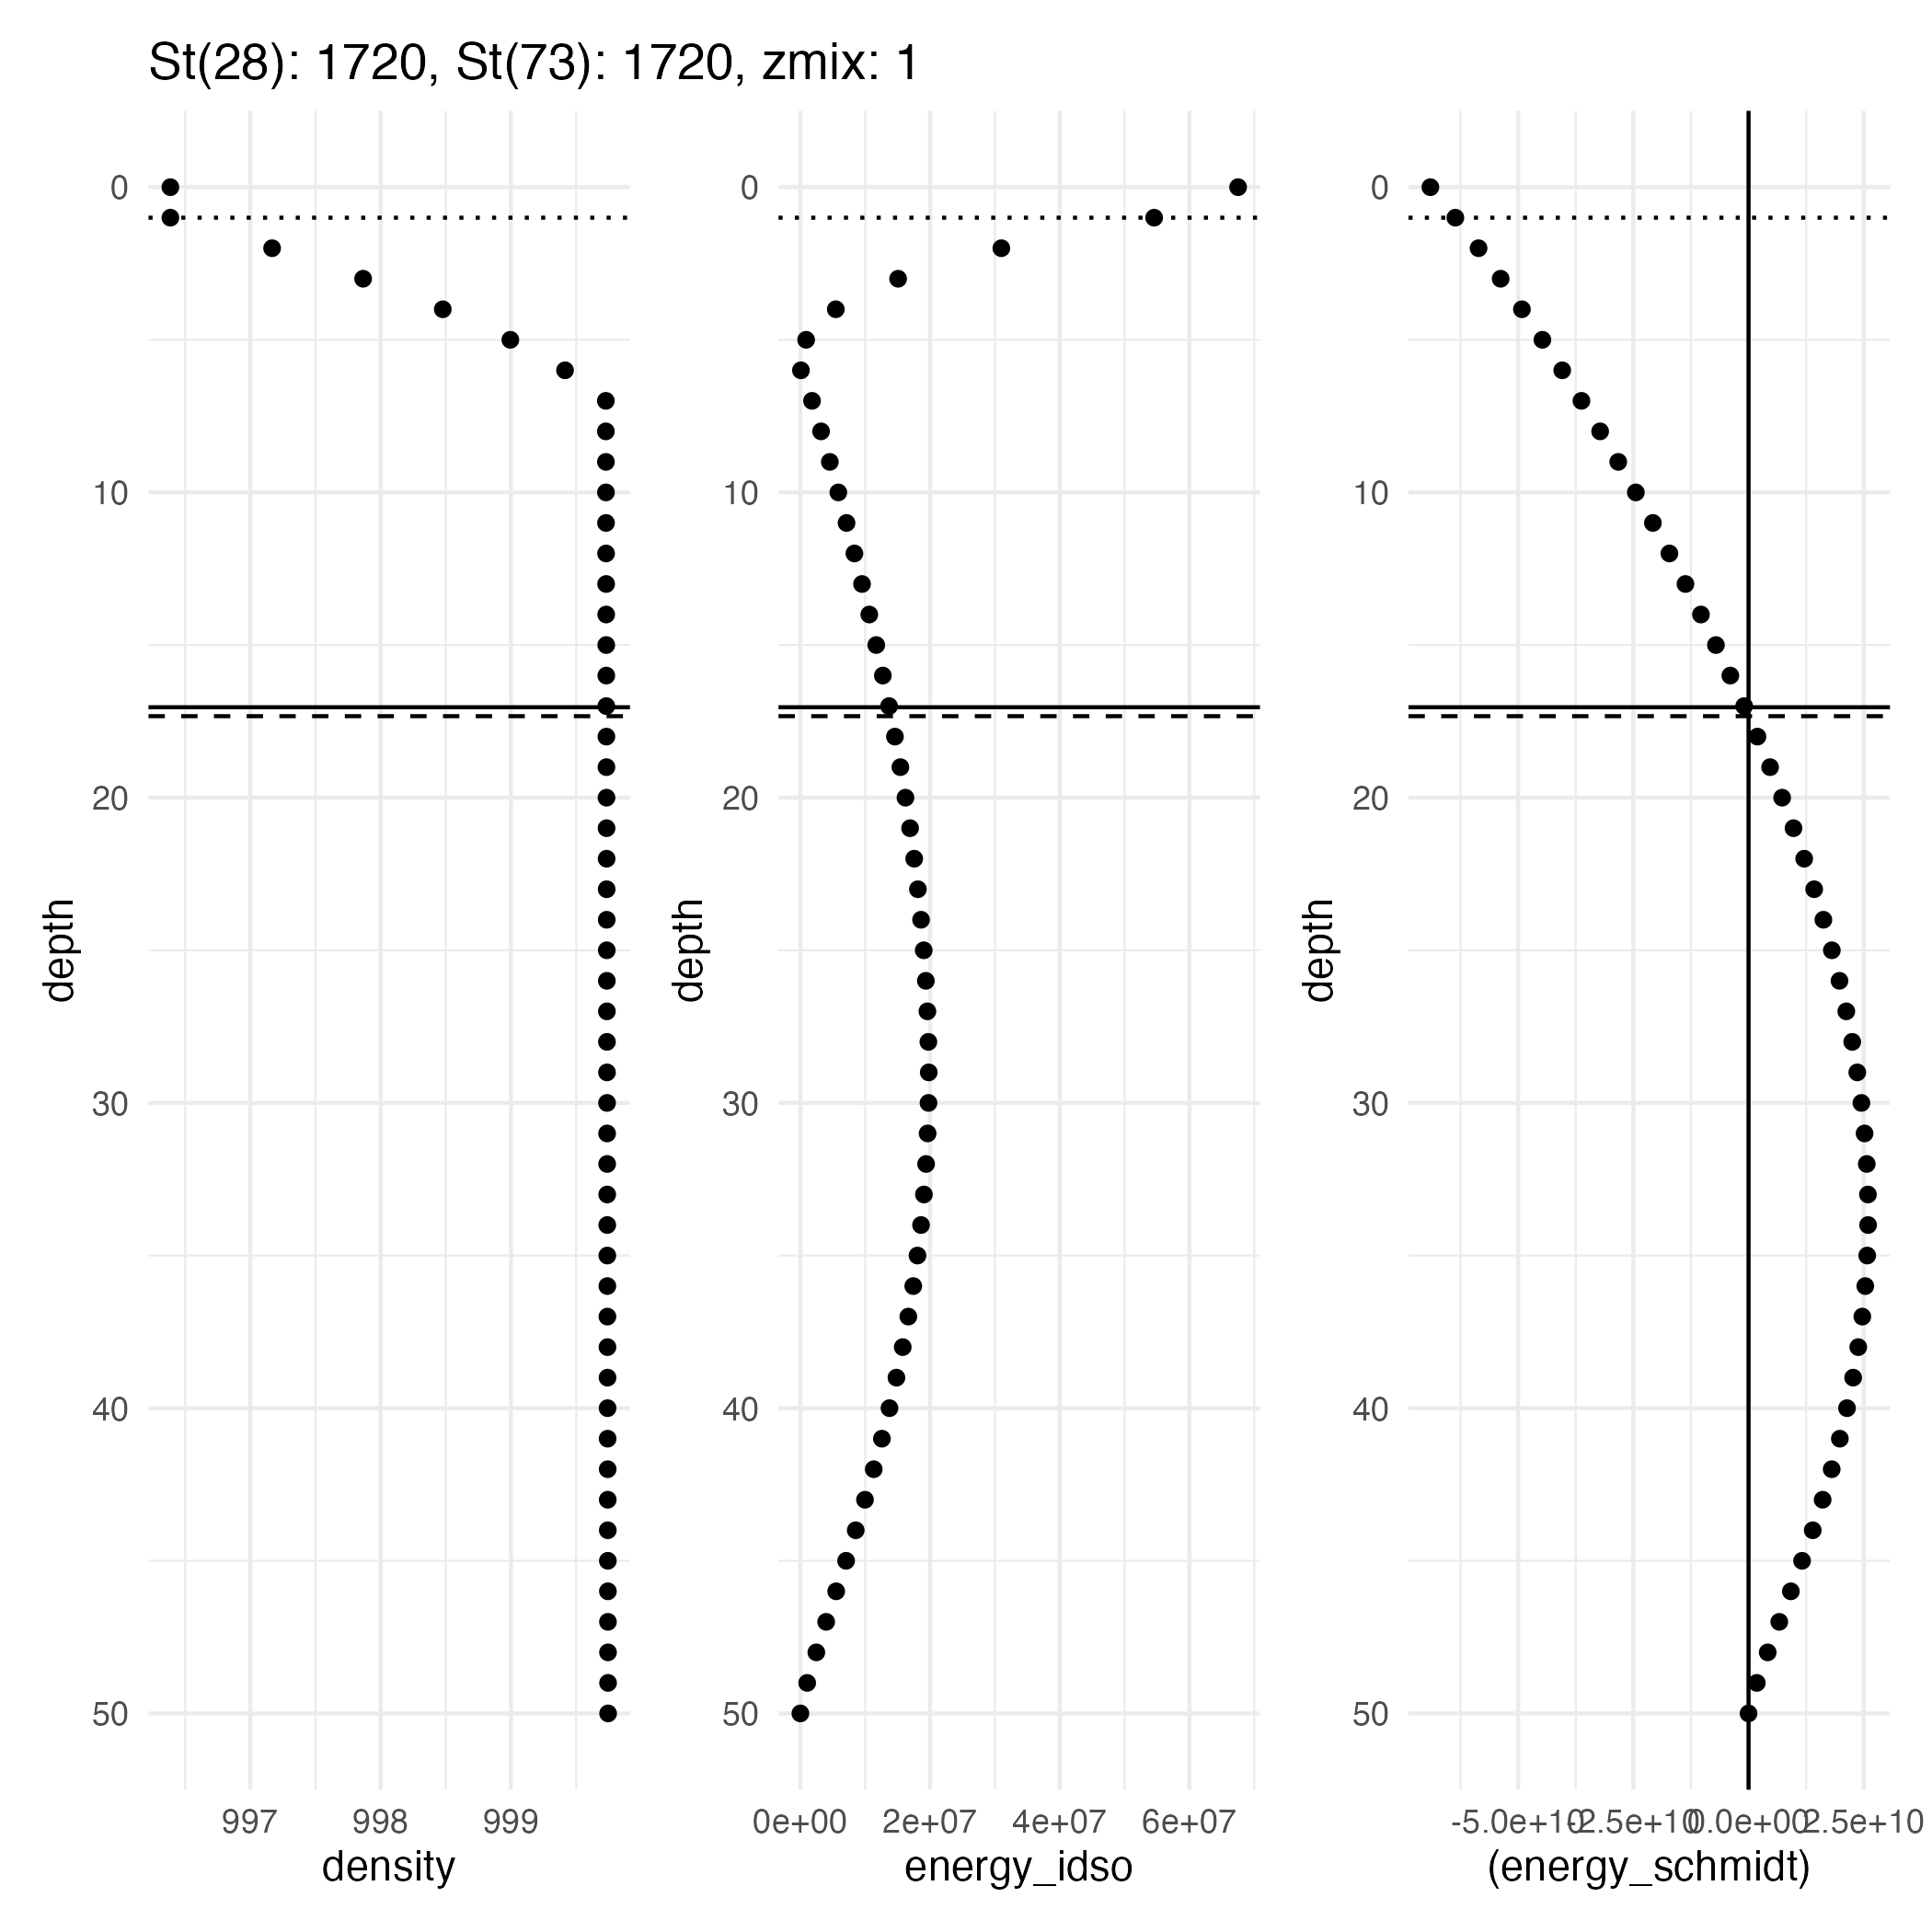 St(28): 1720, St(73): 1720, zmix: 1
0
10
20
30
40
50
depth
997
998
999
density
0
10
20
30
40
50
depth
0e+00
2e+07
4e+07
6e+07
energy_idso
0
10
20
30
40
50
depth
-5.0e+10
-2.5e+10
0.0e+00
2.5e+10
(energy_schmidt)